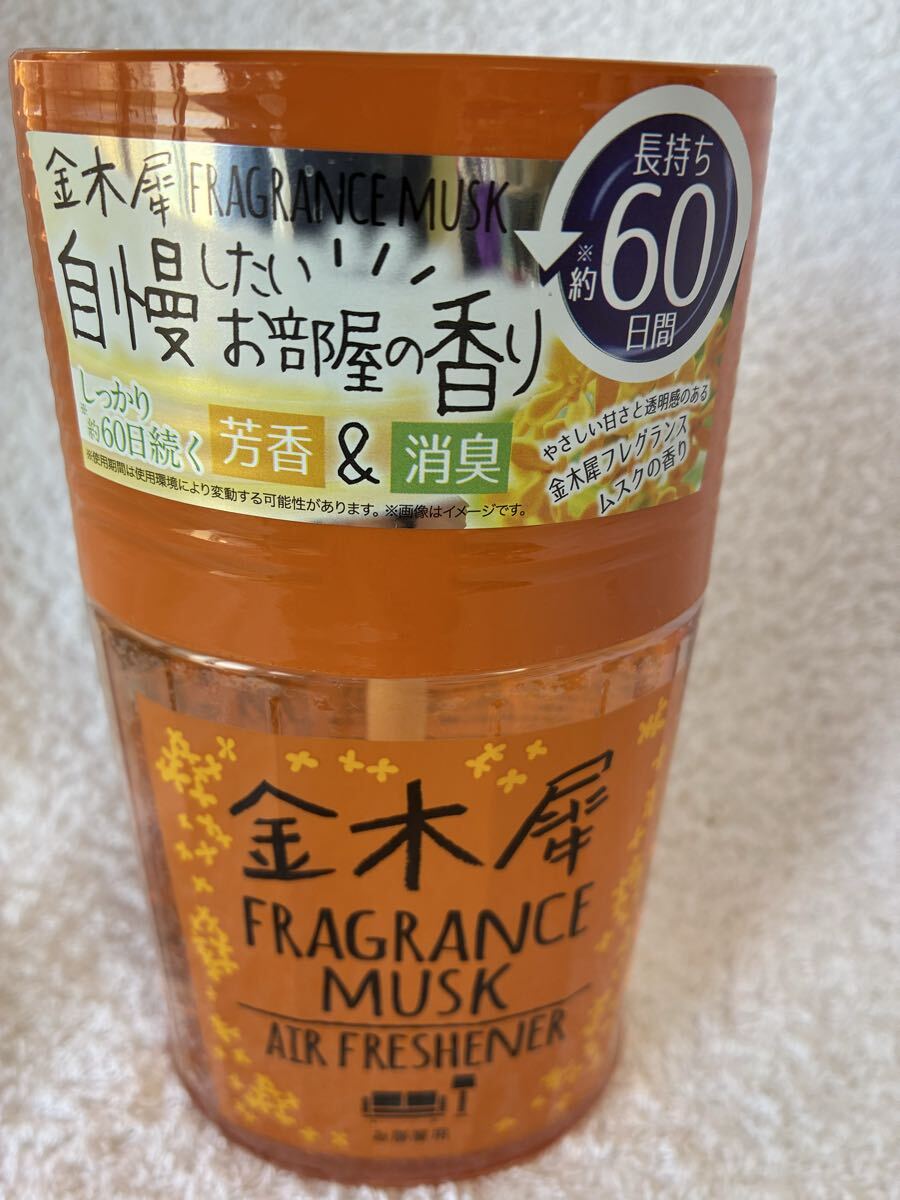 金木犀 FRAGRANCE MUSK
自慢したい
お部屋の香り
長持ち
※約60
日間
しっかり
※約60日続く
芳香 & 消臭
※使用期間は使用環境により変動する可能性があります。※画像はイメージです。
やさしい甘さと透明感のある
金木犀フレグランス
ムスクの香り
金木犀
FRAGRANCE
MUSK
AIR FRESHENER